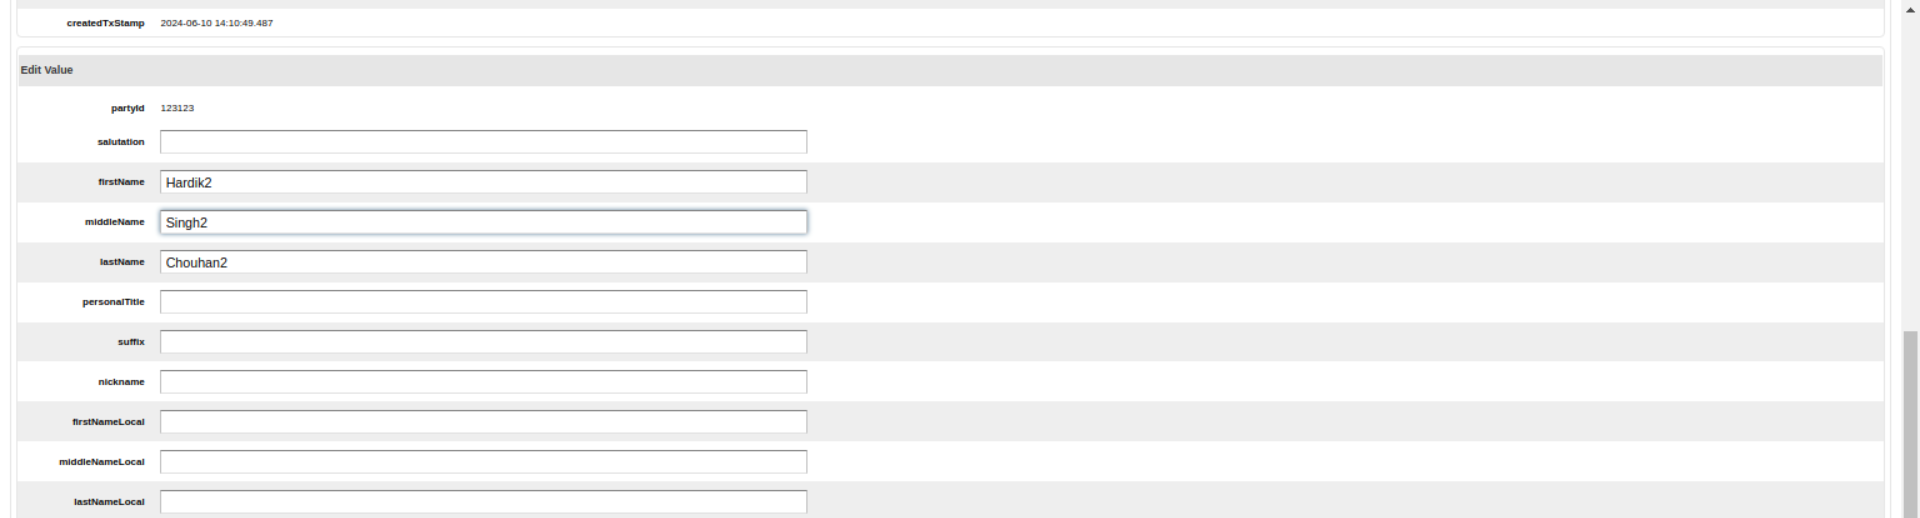 createdTxStamp 2024-06-10 14:10:49.487
Edit Value
partyId 123123
salutation
firstName Hardik2
middleName Singh2
lastName Chouhan2
personalTitle
suffix
nickname
firstNameLocal
middleNameLocal
lastNameLocal